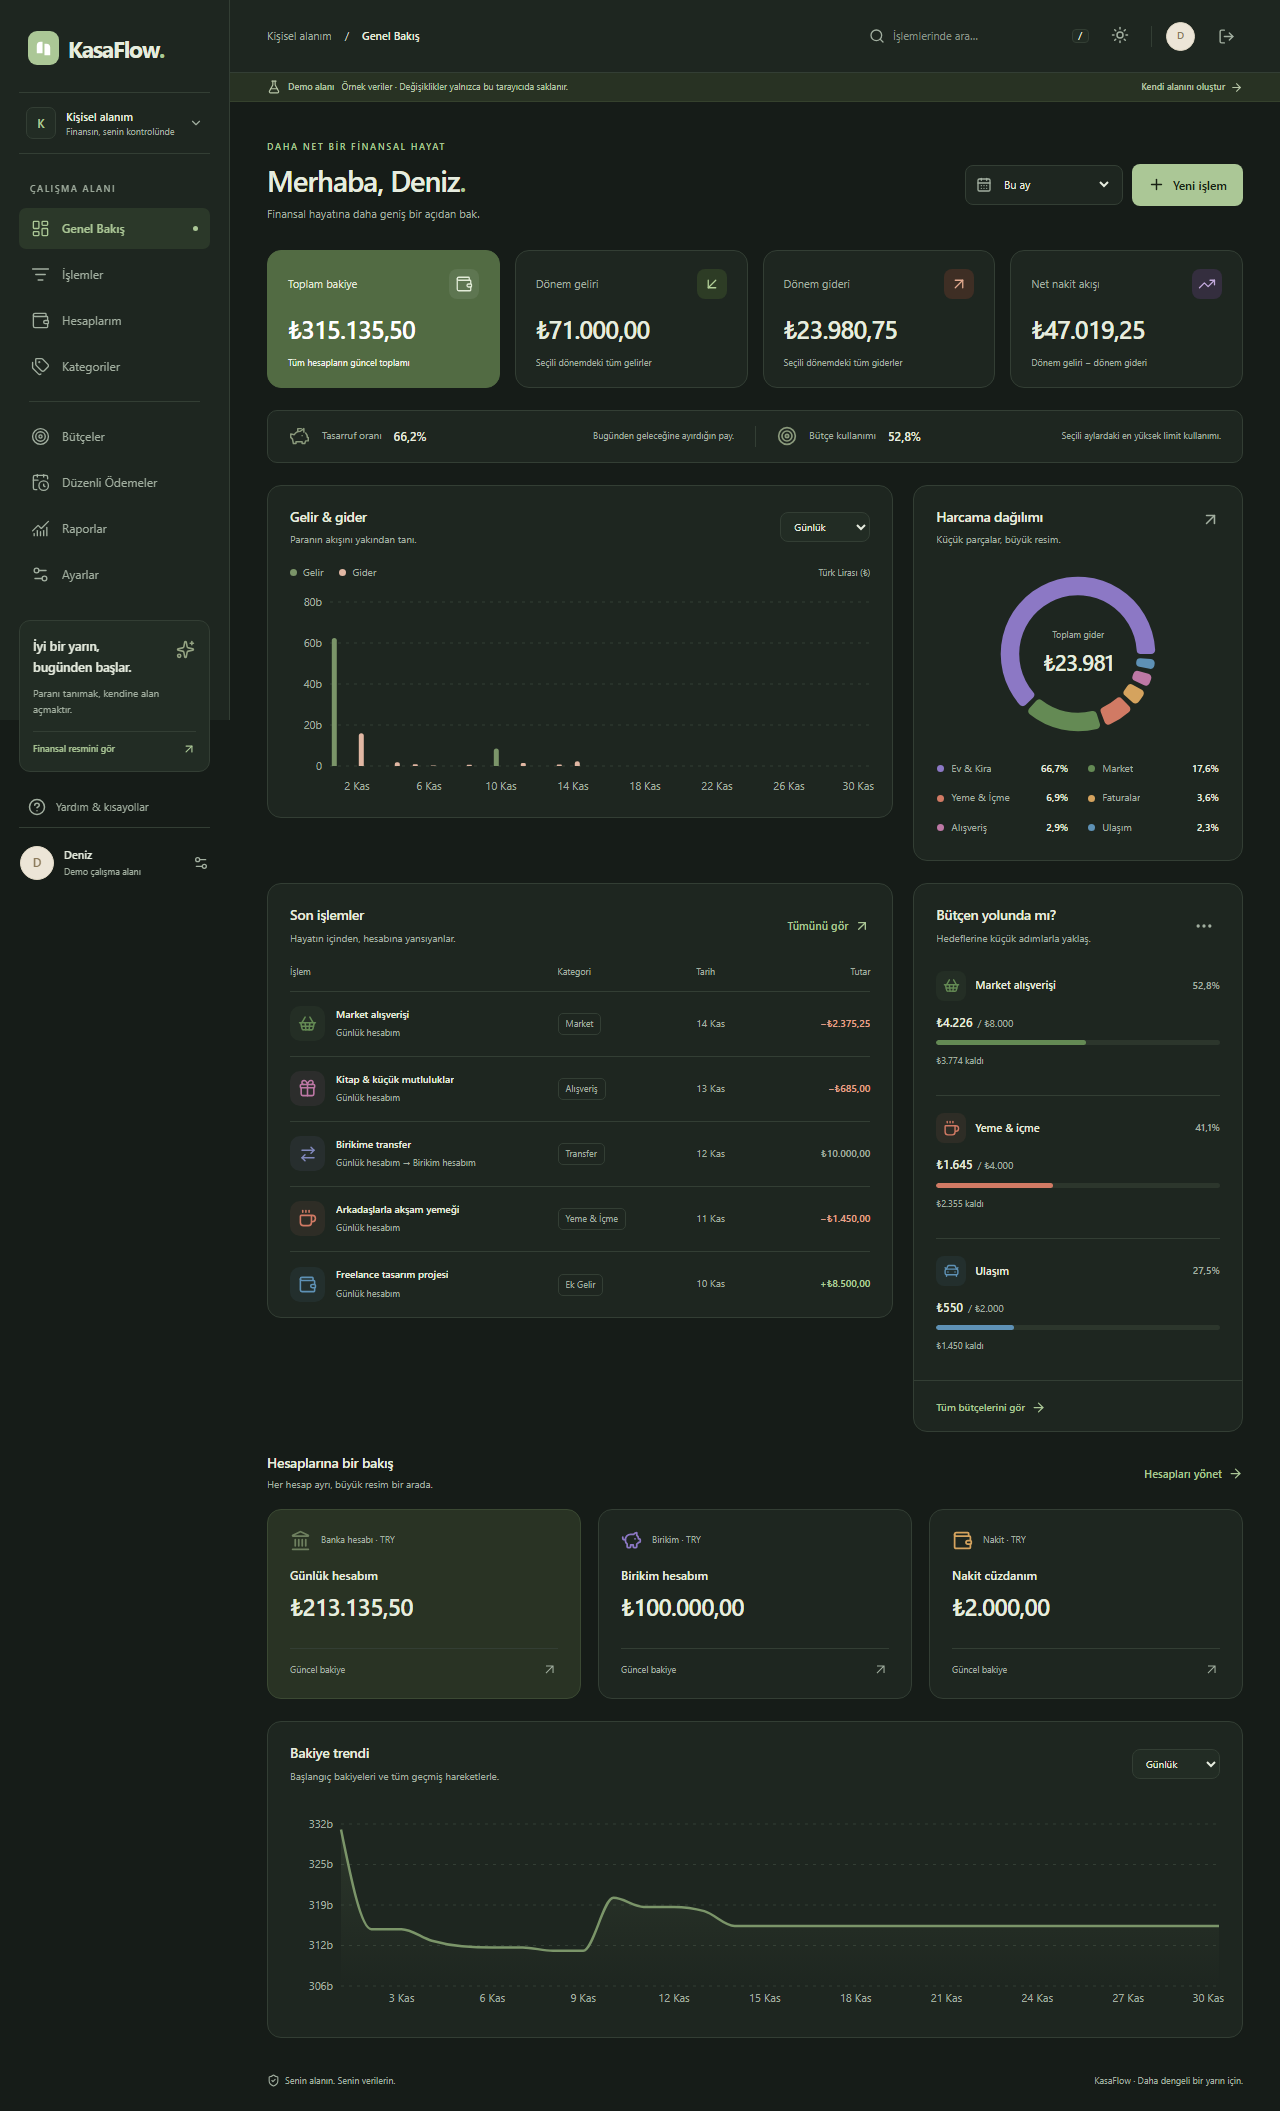 KasaFlow.
K
Kişisel alanım
Finansın, senin kontrolünde
ÇALIŞMA ALANI
Genel Bakış
İşlemler
Hesaplarım
Kategoriler
Bütçeler
Düzenli Ödemeler
Raporlar
Ayarlar
İyi bir yarın,
bugünden başlar.
Paranı tanımak, kendine alan
açmaktır.
Finansal resmini gör
Yardım & kısayollar
D
Deniz
Demo çalışma alanı
Kişisel alanım / Genel Bakış
İşlemlerinde ara...
/
D
Demo alanı Örnek veriler · Değişiklikler yalnızca bu tarayıcıda saklanır.
Kendi alanını oluştur
DAHA NET BİR FİNANSAL HAYAT
Merhaba, Deniz.
Finansal hayatına daha geniş bir açıdan bak.
Bu ay
Yeni işlem
Toplam bakiye
₺315.135,50
Tüm hesapların güncel toplamı
Dönem geliri
₺71.000,00
Seçili dönemdeki tüm gelirler
Dönem gideri
₺23.980,75
Seçili dönemdeki tüm giderler
Net nakit akışı
₺47.019,25
Dönem geliri − dönem gideri
Tasarruf oranı 66,2% Bugünden geleceğine ayırdığın pay.
Bütçe kullanımı 52,8% Seçili aylardaki en yüksek limit kullanımı.
Gelir & gider
Paranın akışını yakından tanı.
Günlük
Gelir Gider Türk Lirası (₺)
80b
60b
40b
20b
0
2 Kas 6 Kas 10 Kas 14 Kas 18 Kas 22 Kas 26 Kas 30 Kas
Harcama dağılımı
Küçük parçalar, büyük resim.
Toplam gider
₺23.981
Ev & Kira 66,7% Market 17,6%
Yeme & İçme 6,9% Faturalar 3,6%
Alışveriş 2,9% Ulaşım 2,3%
Son işlemler
Hayatın içinden, hesabına yansıyanlar.
Tümünü gör
İşlem Kategori Tarih Tutar
Market alışverişi
Günlük hesabım
Market 14 Kas −₺2.375,25
Kitap & küçük mutluluklar
Günlük hesabım
Alışveriş 13 Kas −₺685,00
Birikime transfer
Günlük hesabım → Birikim hesabım
Transfer 12 Kas ₺10.000,00
Arkadaşlarla akşam yemeği
Günlük hesabım
Yeme & İçme 11 Kas −₺1.450,00
Freelance tasarım projesi
Günlük hesabım
Ek Gelir 10 Kas +₺8.500,00
Bütçen yolunda mı?
Hedeflerine küçük adımlarla yaklaş.
Market alışverişi 52,8%
₺4.226 / ₺8.000
₺3.774 kaldı
Yeme & içme 41,1%
₺1.645 / ₺4.000
₺2.355 kaldı
Ulaşım 27,5%
₺550 / ₺2.000
₺1.450 kaldı
Tüm bütçelerini gör
Hesaplarına bir bakış
Her hesap ayrı, büyük resim bir arada.
Hesapları yönet
Banka hesabı · TRY
Günlük hesabım
₺213.135,50
Güncel bakiye
Birikim · TRY
Birikim hesabım
₺100.000,00
Güncel bakiye
Nakit · TRY
Nakit cüzdanım
₺2.000,00
Güncel bakiye
Bakiye trendi
Başlangıç bakiyeleri ve tüm geçmiş hareketlerle.
Günlük
332b
325b
319b
312b
306b
3 Kas 6 Kas 9 Kas 12 Kas 15 Kas 18 Kas 21 Kas 24 Kas 27 Kas 30 Kas
Senin alanın. Senin verilerin.
KasaFlow · Daha dengeli bir yarın için.